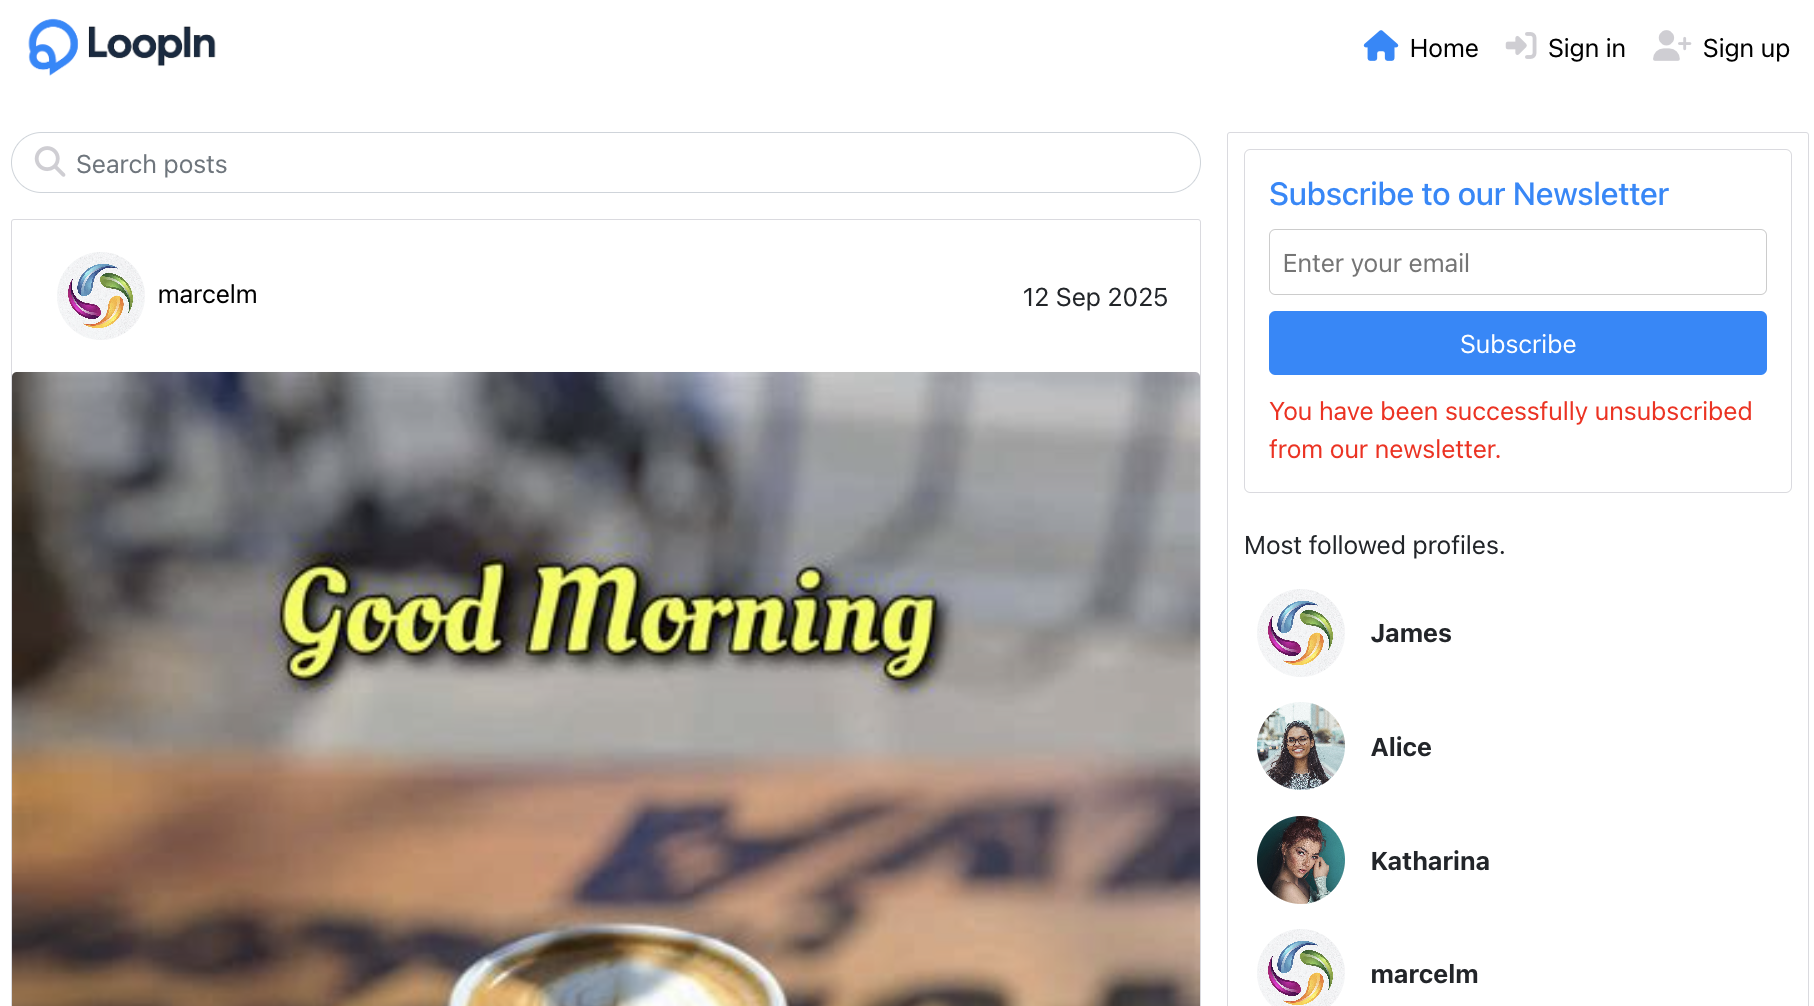 LoopIn
Home Sign in Sign up
Search posts
marcelm
12 Sep 2025
Good Morning
Subscribe to our Newsletter
Enter your email
Subscribe
You have been successfully unsubscribed
from our newsletter.
Most followed profiles.
James
Alice
Katharina
marcelm